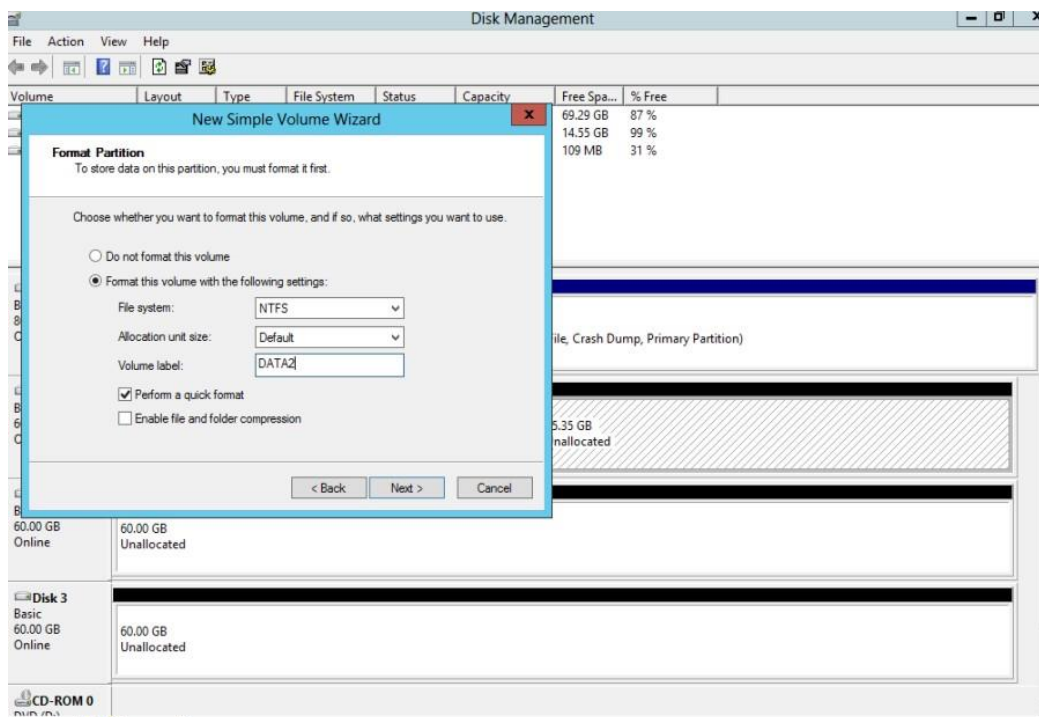 Disk Management
File Action View Help
Volume Layout Type File System Status Capacity Free Spa... % Free
69.29 GB 87 %
14.55 GB 99 %
109 MB 31 %
New Simple Volume Wizard
Format Partition
To store data on this partition, you must format it first.
Choose whether you want to format this volume, and if so, what settings you want to use.
Do not format this volume
Format this volume with the following settings:
File system: NTFS
Allocation unit size: Default
Volume label: DATA2
Perform a quick format
Enable file and folder compression
< Back Next > Cancel
ile, Crash Dump, Primary Partition)
5.35 GB
nallocated
60.00 GB
Online
60.00 GB
Unallocated
Disk 3
Basic
60.00 GB
Online
60.00 GB
Unallocated
CD-ROM 0